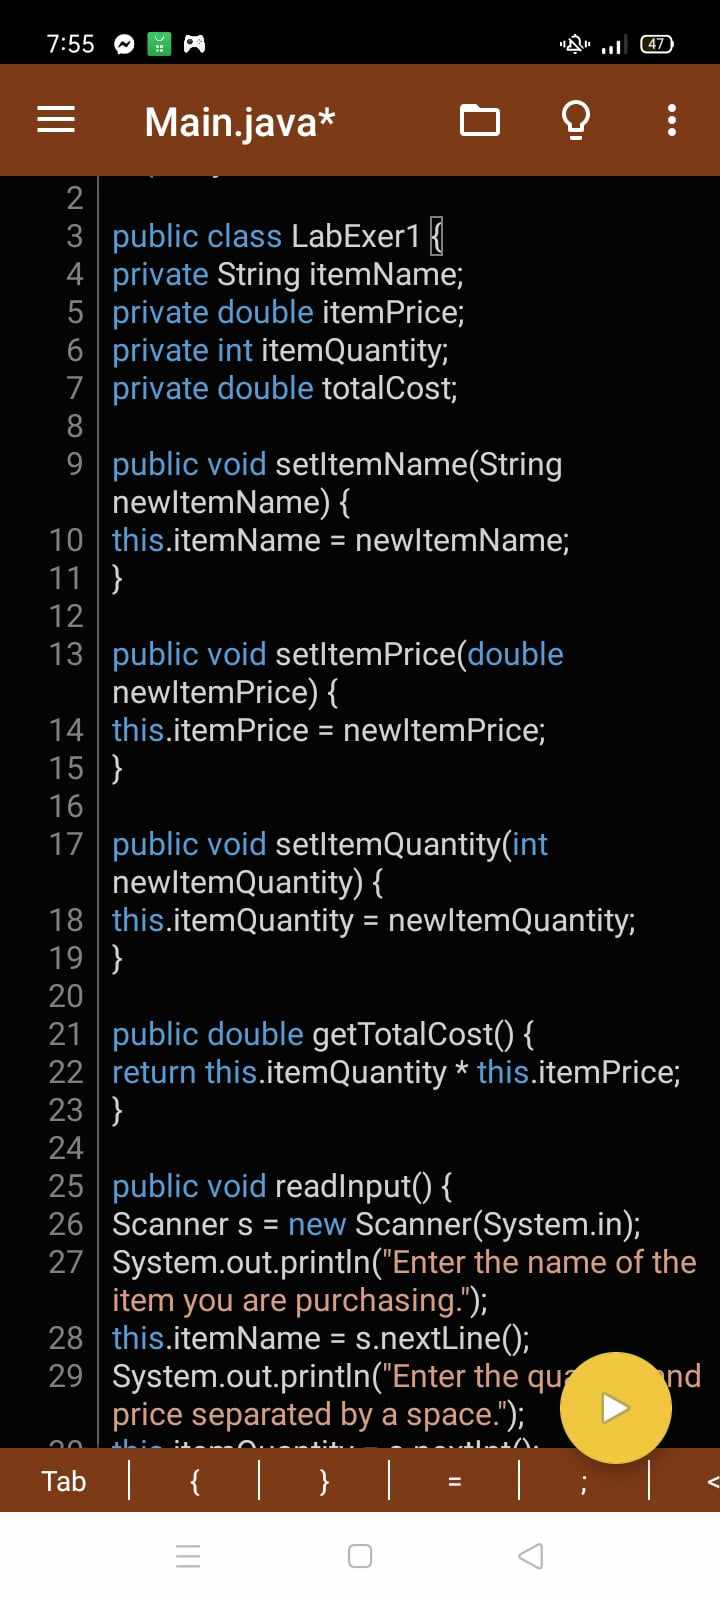 7:55 47
Main.java*
2
3 public class LabExer1 {
4 private String itemName;
5 private double itemPrice;
6 private int itemQuantity;
7 private double totalCost;
8
9 public void setItemName(String
newItemName) {
10 this.itemName = newItemName;
11 }
12
13 public void setItemPrice(double
newItemPrice) {
14 this.itemPrice = newItemPrice;
15 }
16
17 public void setItemQuantity(int
newItemQuantity) {
18 this.itemQuantity = newItemQuantity;
19 }
20
21 public double getTotalCost() {
22 return this.itemQuantity * this.itemPrice;
23 }
24
25 public void readInput() {
26 Scanner s = new Scanner(System.in);
27 System.out.println("Enter the name of the
item you are purchasing.");
28 this.itemName = s.nextLine();
29 System.out.println("Enter the
price separated by a space.");
this.itemQuantity = s.nextInt();
Tab { } = ; <